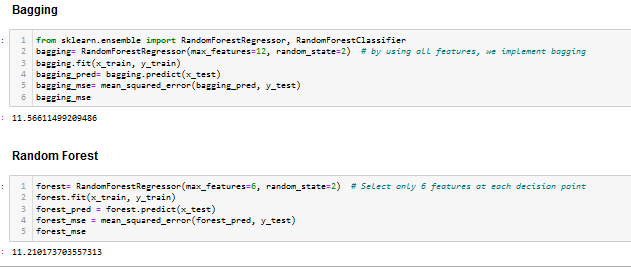 Bagging
1 from sklearn.ensemble import RandomForestRegressor, RandomForestClassifier
2 bagging= RandomForestRegressor(max_features=12, random_state=2)  # by using all features, we implement bagging
3 bagging.fit(x_train, y_train)
4 bagging_pred= bagging.predict(x_test)
5 bagging_mse= mean_squared_error(bagging_pred, y_test)
6 bagging_mse
: 11.56611499209486
Random Forest
1 forest= RandomForestRegressor(max_features=6, random_state=2)  # Select only 6 features at each decision point
2 forest.fit(x_train, y_train)
3 forest_pred = forest.predict(x_test)
4 forest_mse = mean_squared_error(forest_pred, y_test)
5 forest_mse
: 11.210173703557313